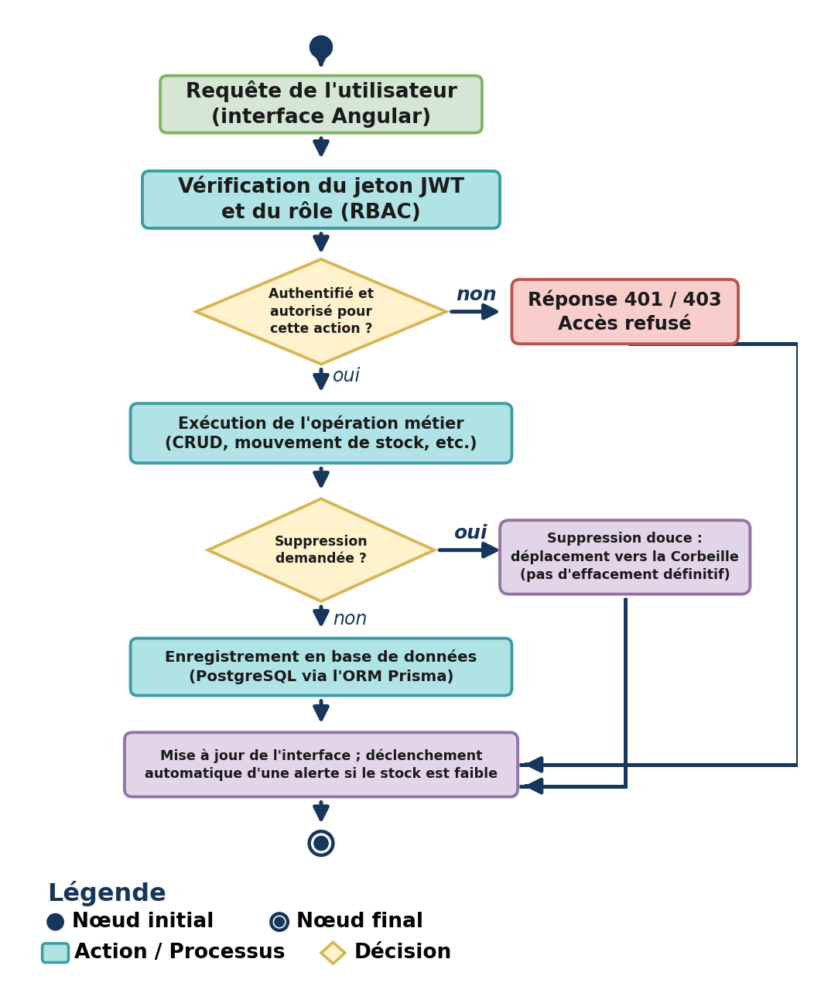 Requête de l'utilisateur
(interface Angular)
Vérification du jeton JWT
et du rôle (RBAC)
Authentifié et
autorisé pour
cette action ?
non
Réponse 401 / 403
Accès refusé
oui
Exécution de l'opération métier
(CRUD, mouvement de stock, etc.)
Suppression
demandée ?
oui
Suppression douce :
déplacement vers la Corbeille
(pas d'effacement définitif)
non
Enregistrement en base de données
(PostgreSQL via l'ORM Prisma)
Mise à jour de l'interface ; déclenchement
automatique d'une alerte si le stock est faible
Légende
Nœud initial
Nœud final
Action / Processus
Décision